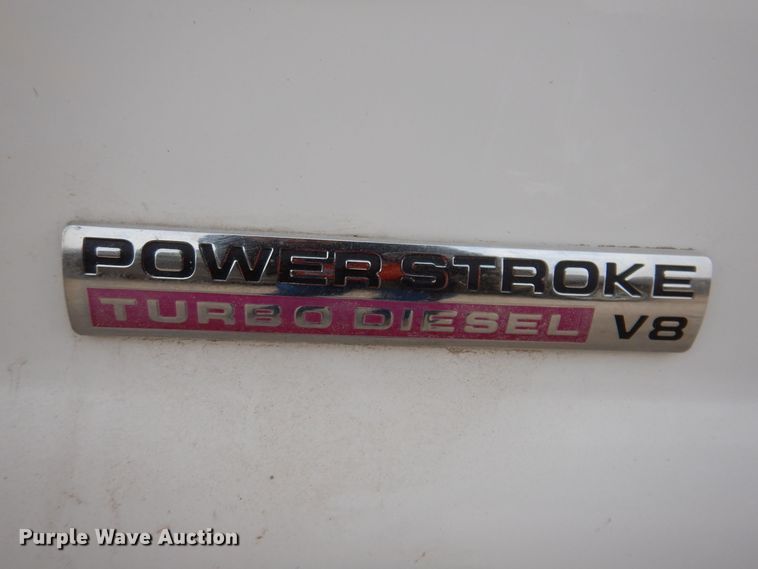 POWER STROKE
TURBO DIESEL V8
Purple Wave Auction®